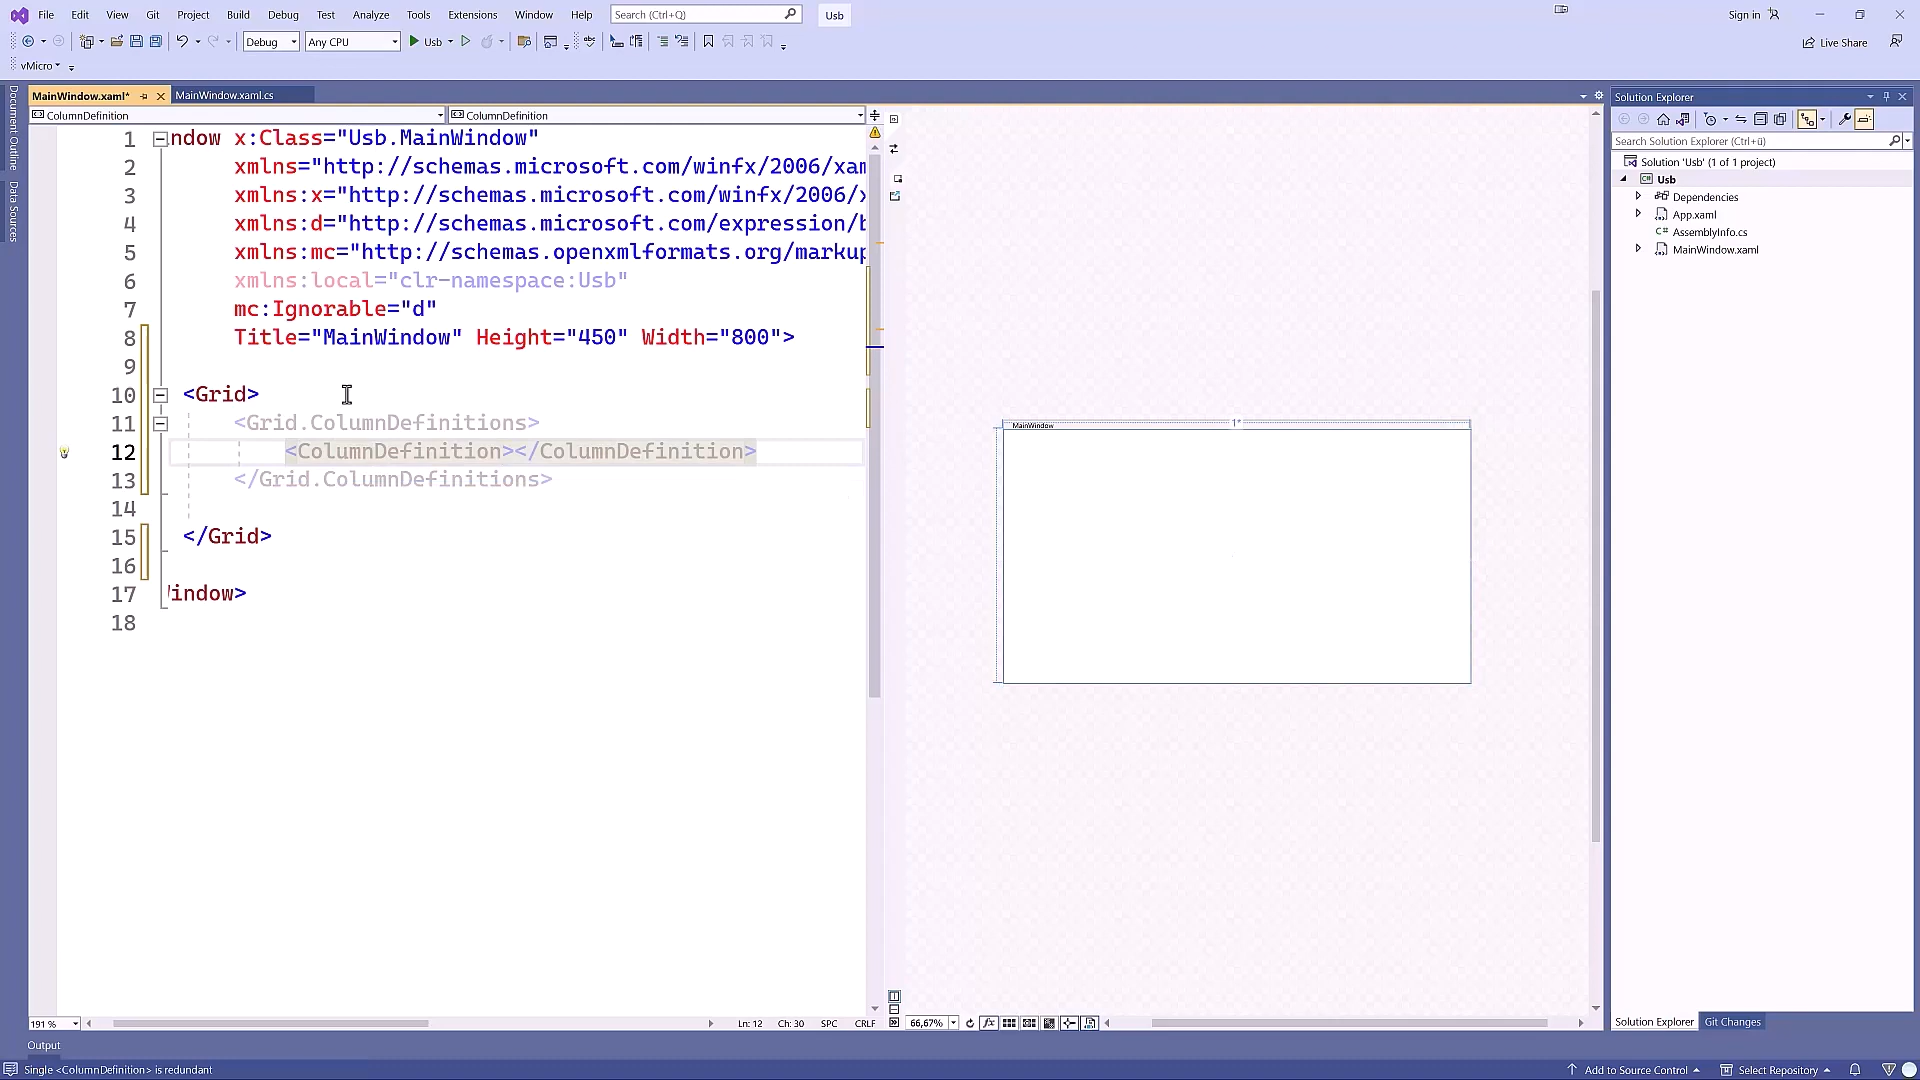 File Edit View Git Project Build Debug Test Analyze Tools Extensions Window Help Search (Ctrl+Q) Usb Sign in
Debug Any CPU Usb Live Share
vMicro
Document Outline
Data Sources
MainWindow.xaml* MainWindow.xaml.cs
ColumnDefinition ColumnDefinition
1 ndow x:Class="Usb.MainWindow"
2 xmlns="http://schemas.microsoft.com/winfx/2006/xam
3 xmlns:x="http://schemas.microsoft.com/winfx/2006/x
4 xmlns:d="http://schemas.microsoft.com/expression/b
5 xmlns:mc="http://schemas.openxmlformats.org/markup
6 xmlns:local="clr-namespace:Usb"
7 mc:Ignorable="d"
8 Title="MainWindow" Height="450" Width="800">
9
10 <Grid>
11 <Grid.ColumnDefinitions>
12 <ColumnDefinition></ColumnDefinition>
13 </Grid.ColumnDefinitions>
14
15 </Grid>
16
17 indow>
18
191 % Ln: 12 Ch: 30 SPC CRLF
MainWindow 1*
66,67% fx
Solution Explorer
Search Solution Explorer (Ctrl+ü)
Solution 'Usb' (1 of 1 project)
C# Usb
Dependencies
App.xaml
C# AssemblyInfo.cs
MainWindow.xaml
Solution Explorer Git Changes
Output
Single <ColumnDefinition> is redundant Add to Source Control Select Repository